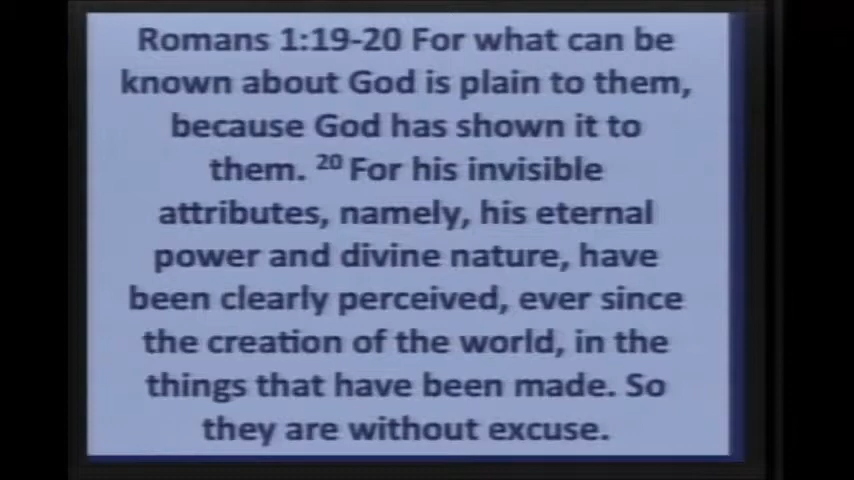 Romans 1:19-20 For what can be
known about God is plain to them,
because God has shown it to
them. 20 For his invisible
attributes, namely, his eternal
power and divine nature, have
been clearly perceived, ever since
the creation of the world, in the
things that have been made. So
they are without excuse.